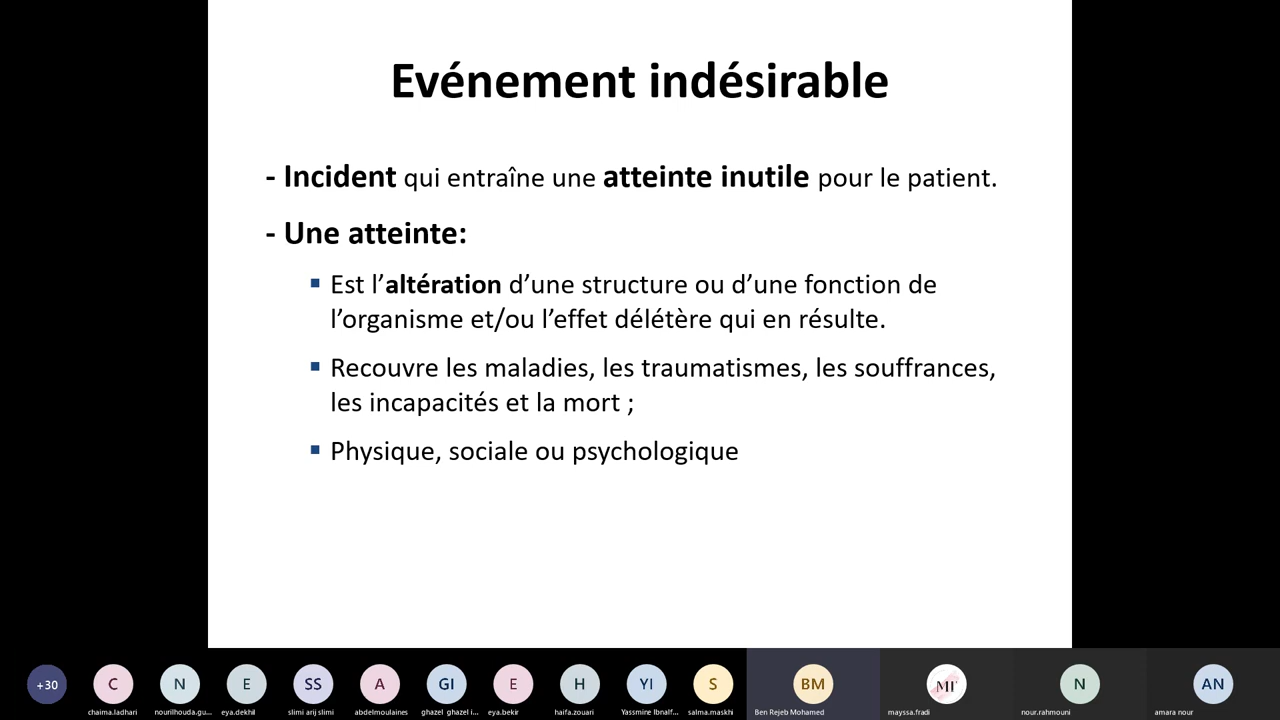 Evénement indésirable
- Incident qui entraîne une atteinte inutile pour le patient.
- Une atteinte:
▪ Est l’altération d’une structure ou d’une fonction de
l’organisme et/ou l’effet délétère qui en résulte.
▪ Recouvre les maladies, les traumatismes, les souffrances,
les incapacités et la mort ;
▪ Physique, sociale ou psychologique
+30 C N E SS A GI E H YI S BM MF N AN
chaima.ladhari nourilhouda.gu... eya.dekhil slimi arij slimi abdelmoulaines ghazel ghazel i... eya.bekir haifa.zouari Yassmine Ibnalf... salma.maskhi Ben Rejeb Mohamed mayssa.fradi nour.rahmouni amara nour